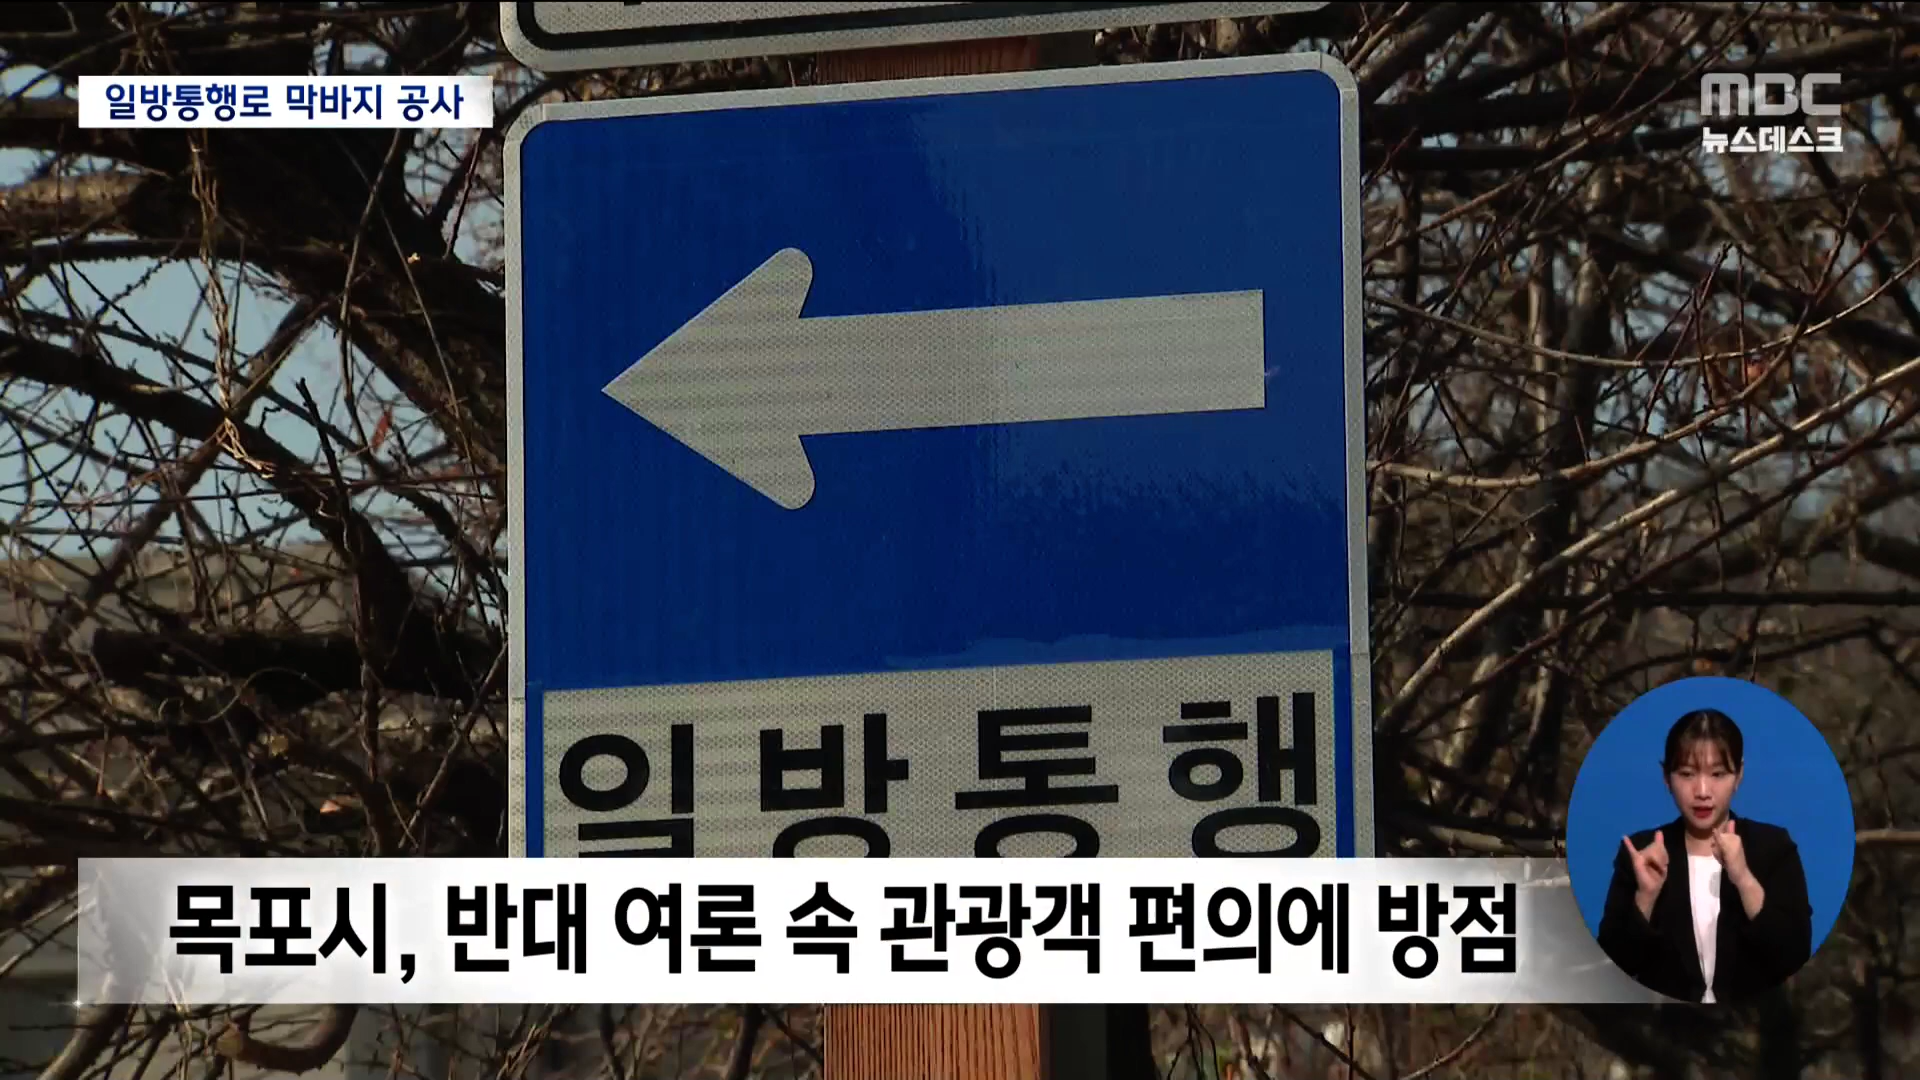 일방통행로 막바지 공사
MBC
뉴스데스크
일방통행
목포시, 반대 여론 속 관광객 편의에 방점